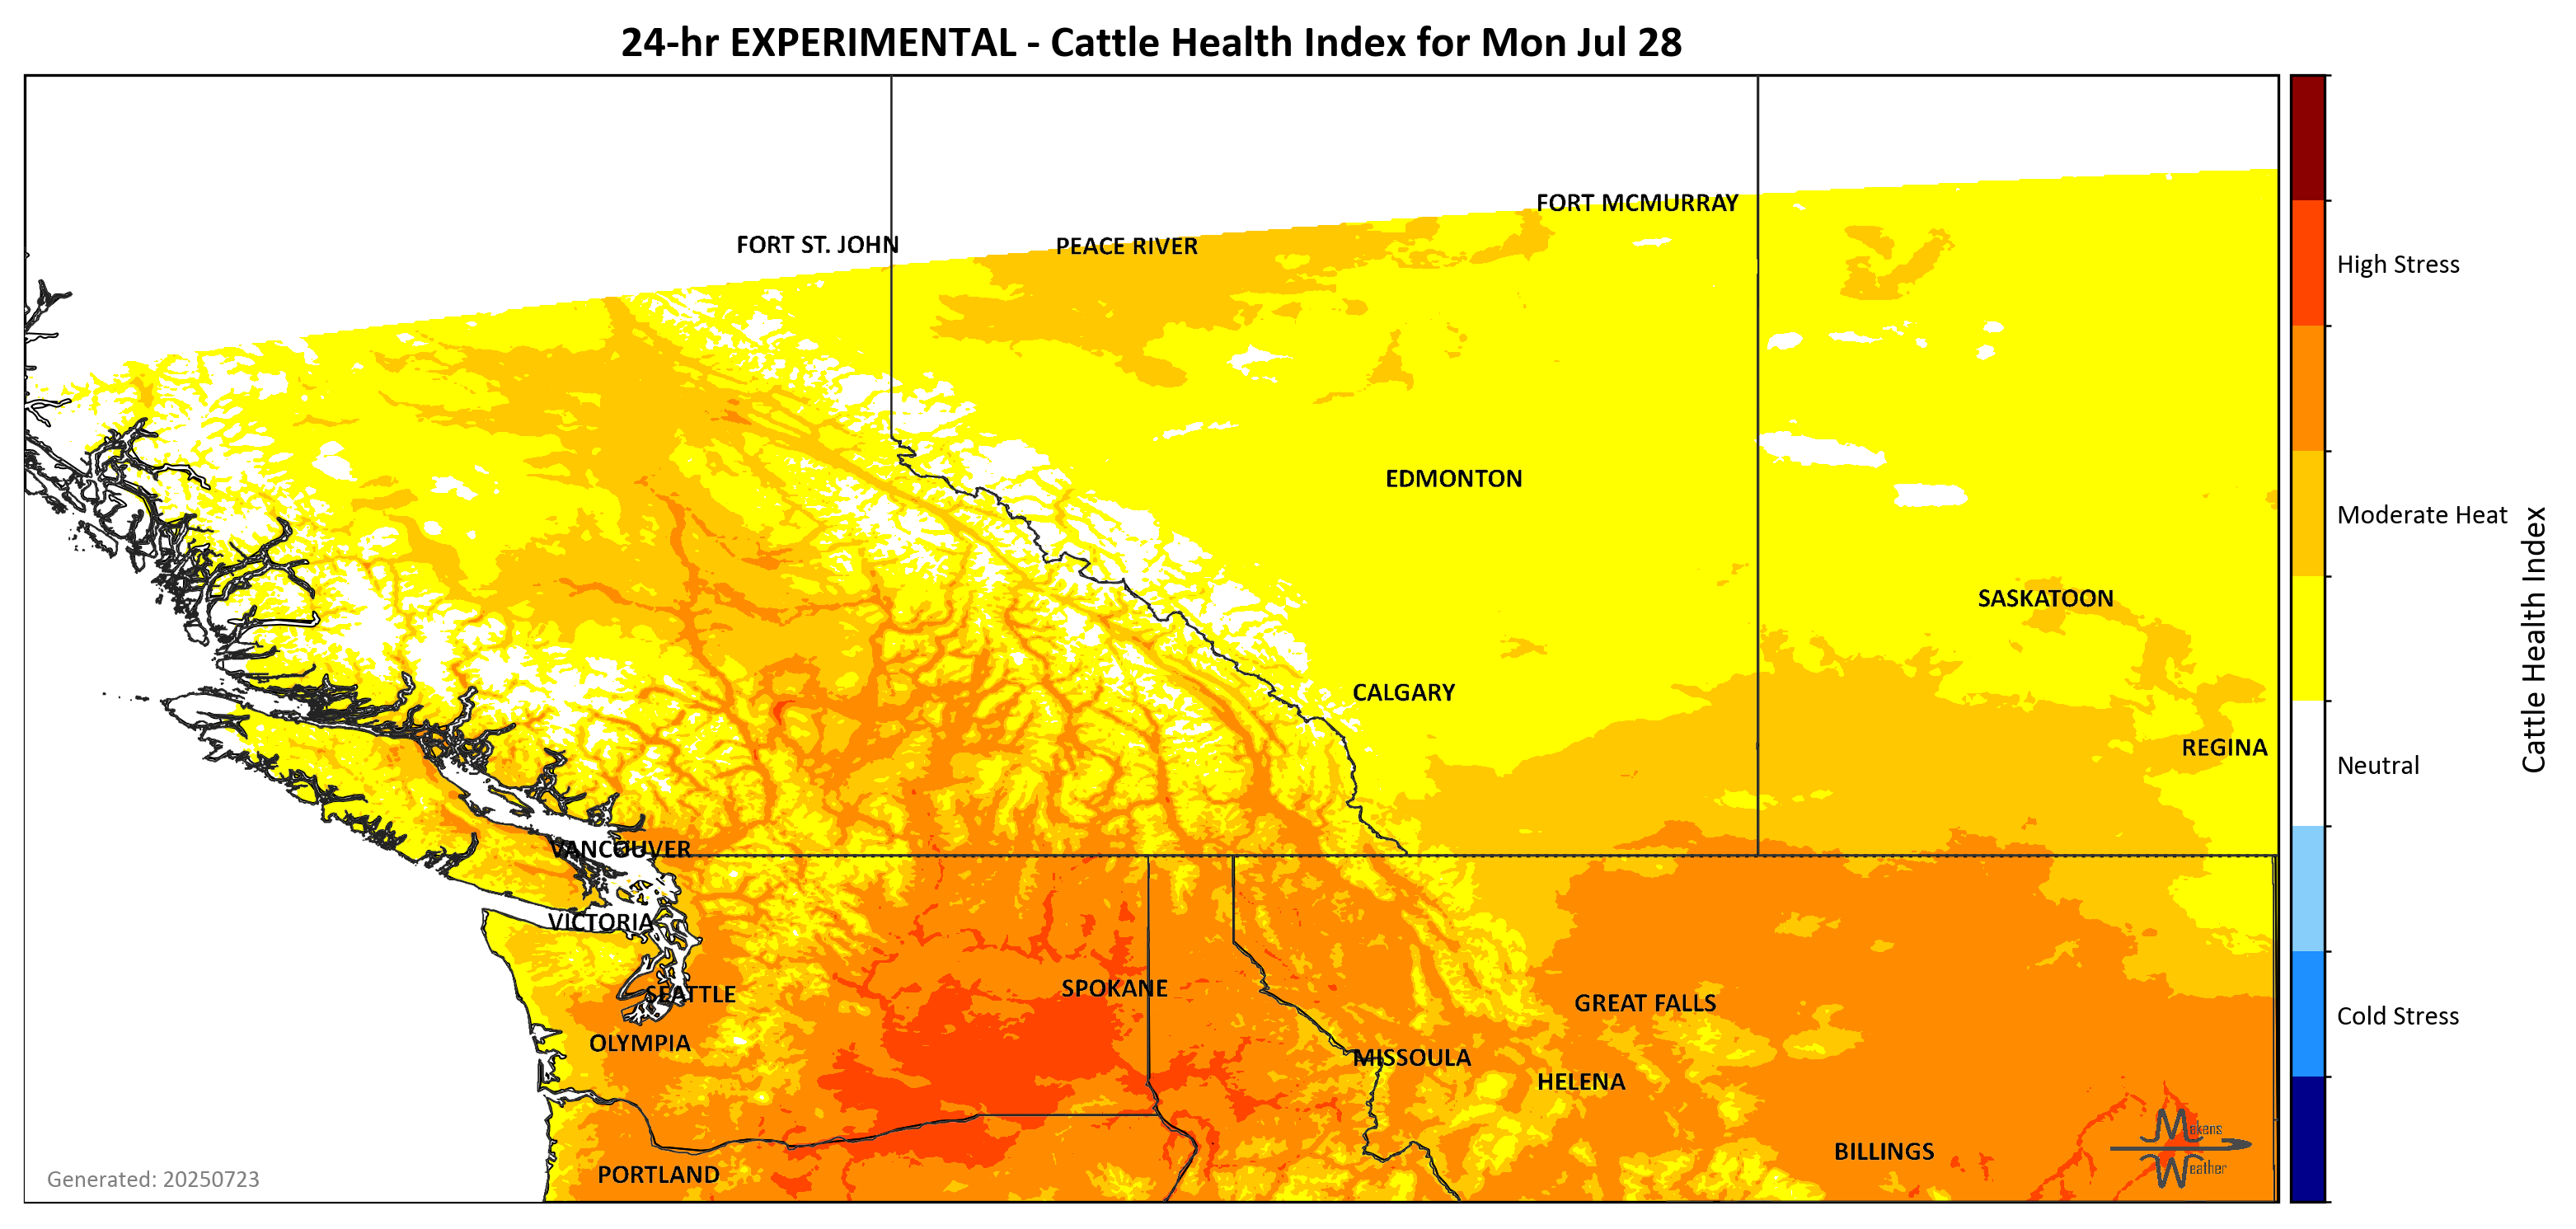 24-hr EXPERIMENTAL - Cattle Health Index for Mon Jul 28
FORT MCMURRAY
FORT ST. JOHN
PEACE RIVER
High Stress
EDMONTON
Moderate Heat
SASKATOON
Cattle Health Index
CALGARY
REGINA
Neutral
VANCOUVER
VICTORIA
SPOKANE
SEATTLE
GREAT FALLS
Cold Stress
OLYMPIA
MISSOULA
HELENA
Makens
BILLINGS
Weather
PORTLAND
Generated: 20250723